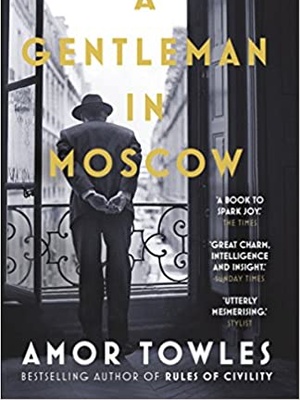 A
GENTLEMAN
IN
MOSCOW
'A BOOK TO
SPARK JOY.'
THE TIMES
'GREAT CHARM,
INTELLIGENCE
AND INSIGHT.'
SUNDAY TIMES
'UTTERLY
MESMERISING.'
STYLIST
AMOR TOWLES
BESTSELLING AUTHOR OF RULES OF CIVILITY